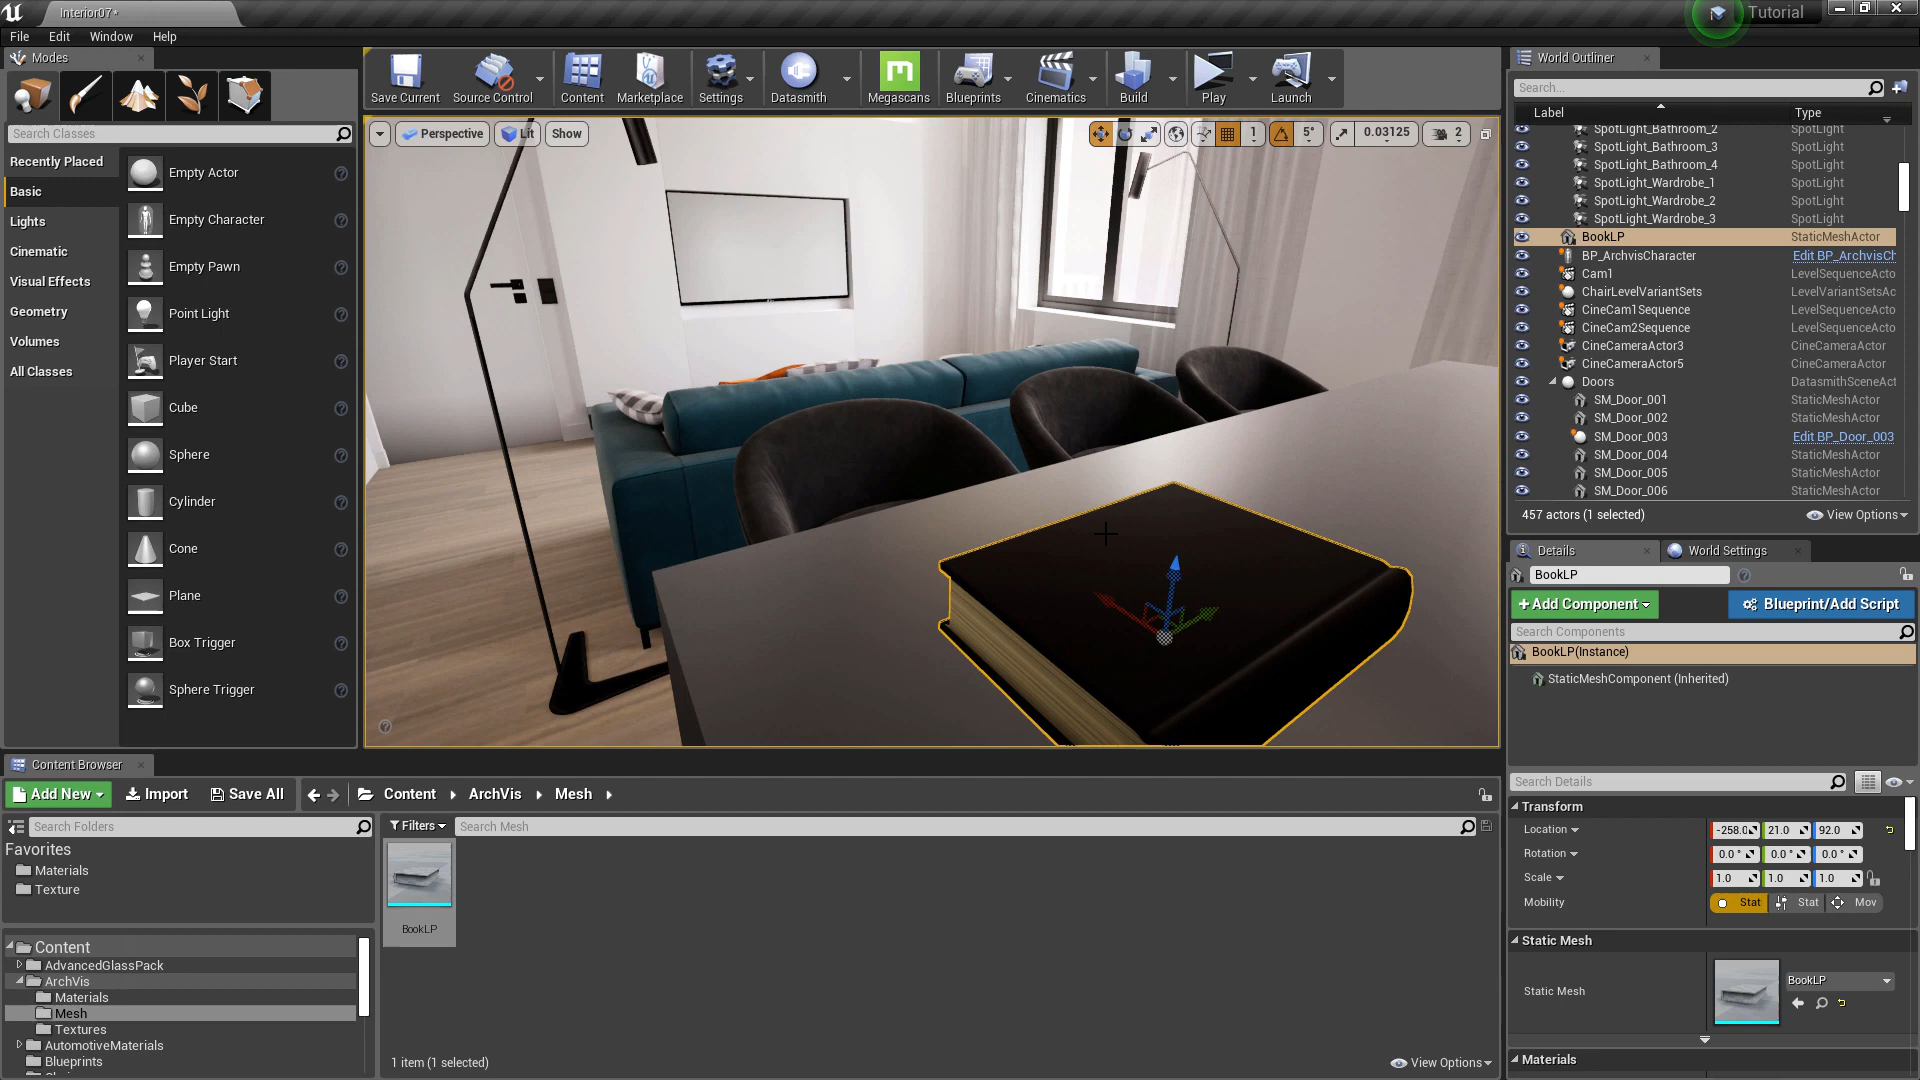 Interior07*
Tutorial
File Edit Window Help
Modes
Search Classes
Recently Placed
Basic
Lights
Cinematic
Visual Effects
Geometry
Volumes
All Classes
Empty Actor
Empty Character
Empty Pawn
Point Light
Player Start
Cube
Sphere
Cylinder
Cone
Plane
Box Trigger
Sphere Trigger
Save Current Source Control Content Marketplace Settings Datasmith Megascans Blueprints Cinematics Build Play Launch
Perspective Lit Show
1 5° 0.03125 2
World Outliner
Search...
Label Type
SpotLight_Bathroom_2 SpotLight
SpotLight_Bathroom_3 SpotLight
SpotLight_Bathroom_4 SpotLight
SpotLight_Wardrobe_1 SpotLight
SpotLight_Wardrobe_2 SpotLight
SpotLight_Wardrobe_3 SpotLight
BookLP StaticMeshActor
BP_ArchvisCharacter Edit BP_ArchvisCh
Cam1 LevelSequenceActo
ChairLevelVariantSets LevelVariantSetsAc
CineCam1Sequence LevelSequenceActo
CineCam2Sequence LevelSequenceActo
CineCameraActor3 CineCameraActor
CineCameraActor5 CineCameraActor
Doors DatasmithSceneAct
SM_Door_001 StaticMeshActor
SM_Door_002 StaticMeshActor
SM_Door_003 Edit BP_Door_003
SM_Door_004 StaticMeshActor
SM_Door_005 StaticMeshActor
SM_Door_006 StaticMeshActor
457 actors (1 selected) View Options
Details World Settings
BookLP
+Add Component Blueprint/Add Script
Search Components
BookLP(Instance)
StaticMeshComponent (Inherited)
Search Details
Transform
Location -258.0 21.0 92.0
Rotation 0.0 ° 0.0 ° 0.0 °
Scale 1.0 1.0 1.0
Mobility Stat Stat Mov
Static Mesh
Static Mesh BookLP
Materials
Content Browser
Add New Import Save All Content ArchVis Mesh
Search Folders
Favorites
Materials
Texture
Content
AdvancedGlassPack
ArchVis
Materials
Mesh
Textures
AutomotiveMaterials
Blueprints
Filters Search Mesh
BookLP
1 item (1 selected) View Options